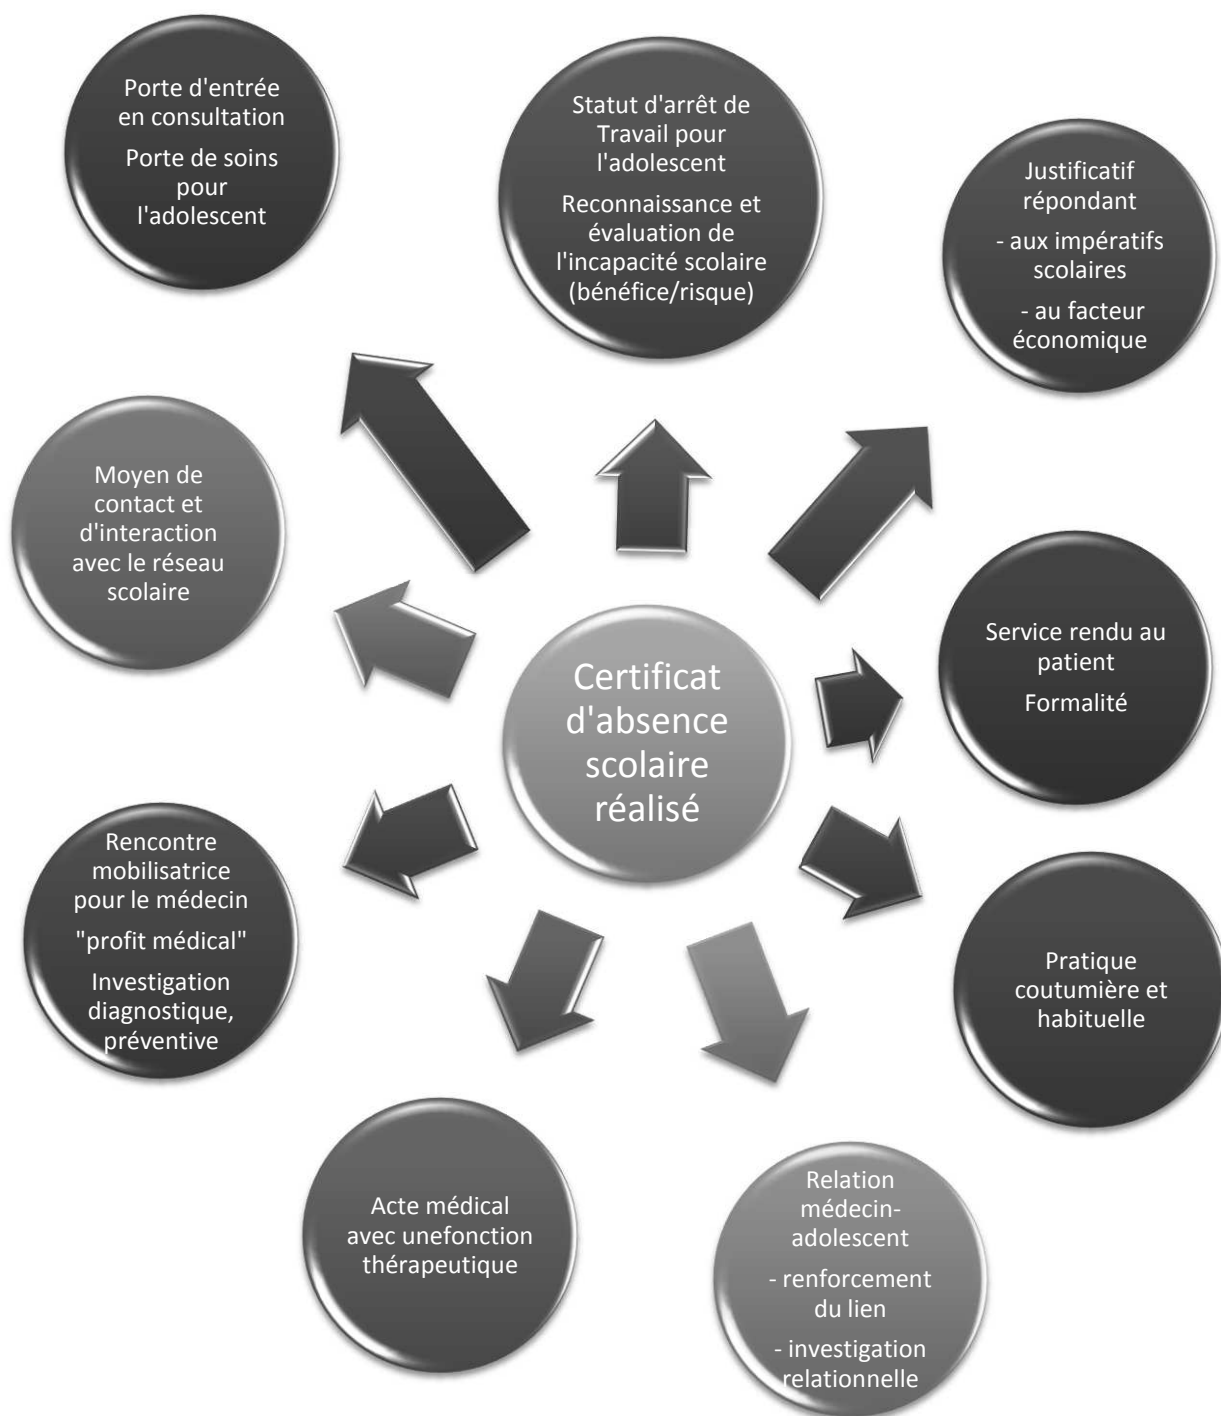 Porte d'entrée
en consultation
Porte de soins
pour
l'adolescent
Statut d'arrêt de
Travail pour
l'adolescent
Reconnaissance et
évaluation de
l'incapacité scolaire
(bénéfice/risque)
Justificatif
répondant
- aux impératifs
scolaires
- au facteur
économique
Moyen de
contact et
d'interaction
avec le réseau
scolaire
Certificat
d'absence
scolaire
réalisé
Service rendu au
patient
Formalité
Rencontre
mobilisatrice
pour le médecin
"profit médical"
Investigation
diagnostique,
préventive
Pratique
coutumière et
habituelle
Acte médical
avec unefonction
thérapeutique
Relation
médecin-
adolescent
- renforcement
du lien
- investigation
relationnelle